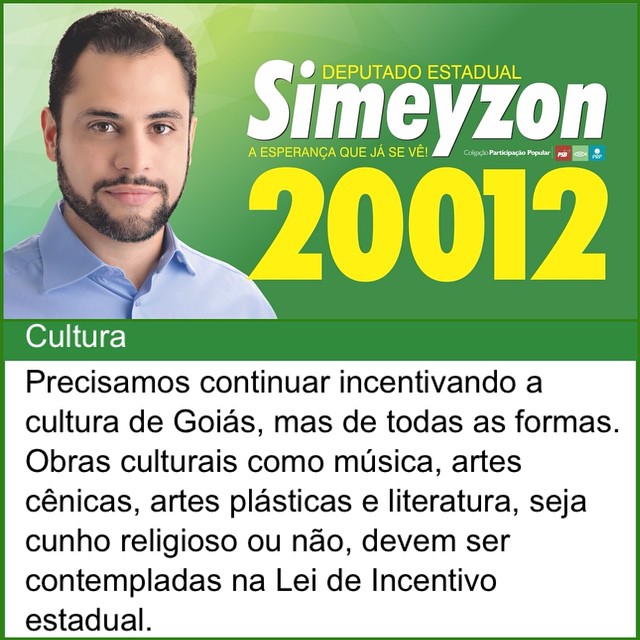 DEPUTADO ESTADUAL
Simeyzon
A ESPERANÇA QUE JÁ SE VÊ! Coligação Participação Popular PSB PRP
20012
Cultura
Precisamos continuar incentivando a
cultura de Goiás, mas de todas as formas.
Obras culturais como música, artes
cênicas, artes plásticas e literatura, seja
cunho religioso ou não, devem ser
contempladas na Lei de Incentivo
estadual.